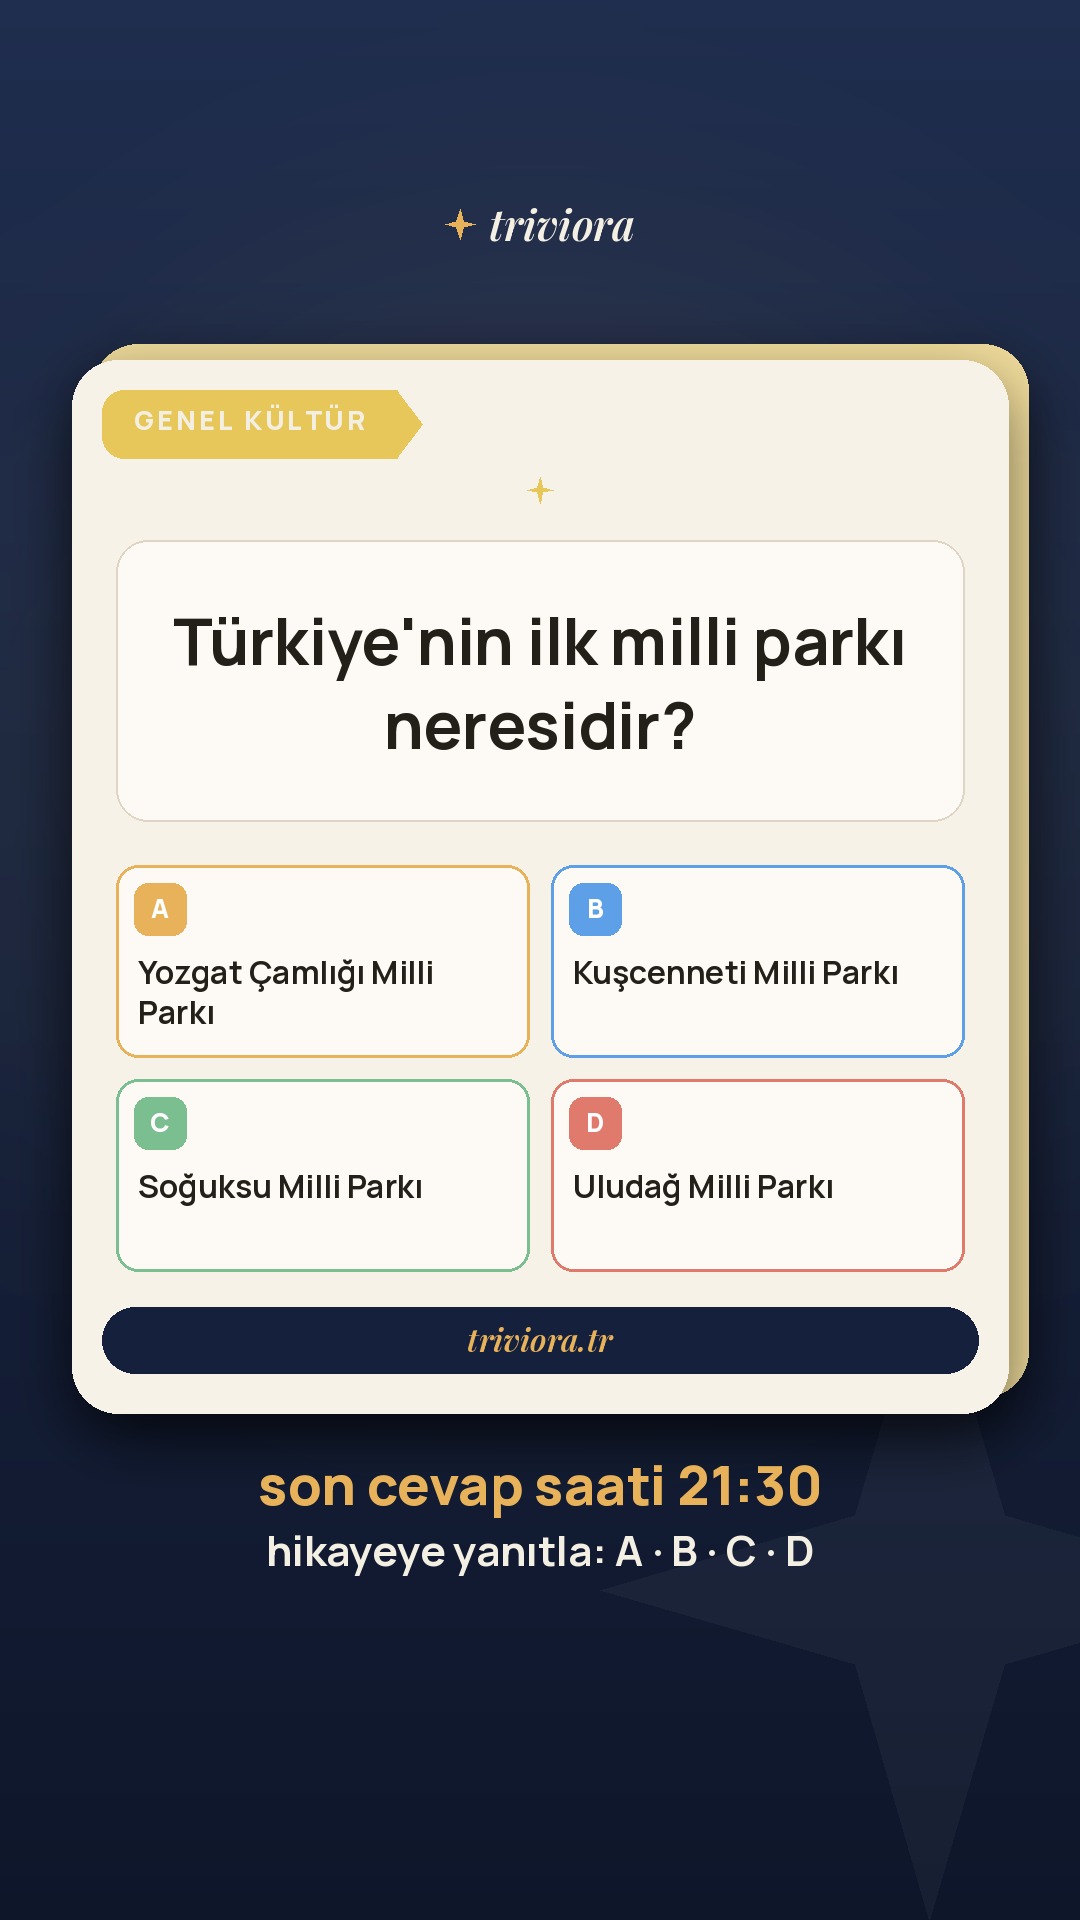 triviora
GENEL KÜLTÜR
Türkiye'nin ilk milli parkı
neresidir?
A
Yozgat Çamlığı Milli
Parkı
B
Kuşcenneti Milli Parkı
C
Soğuksu Milli Parkı
D
Uludağ Milli Parkı
triviora.tr
son cevap saati 21:30
hikayeye yanıtla: A · B · C · D